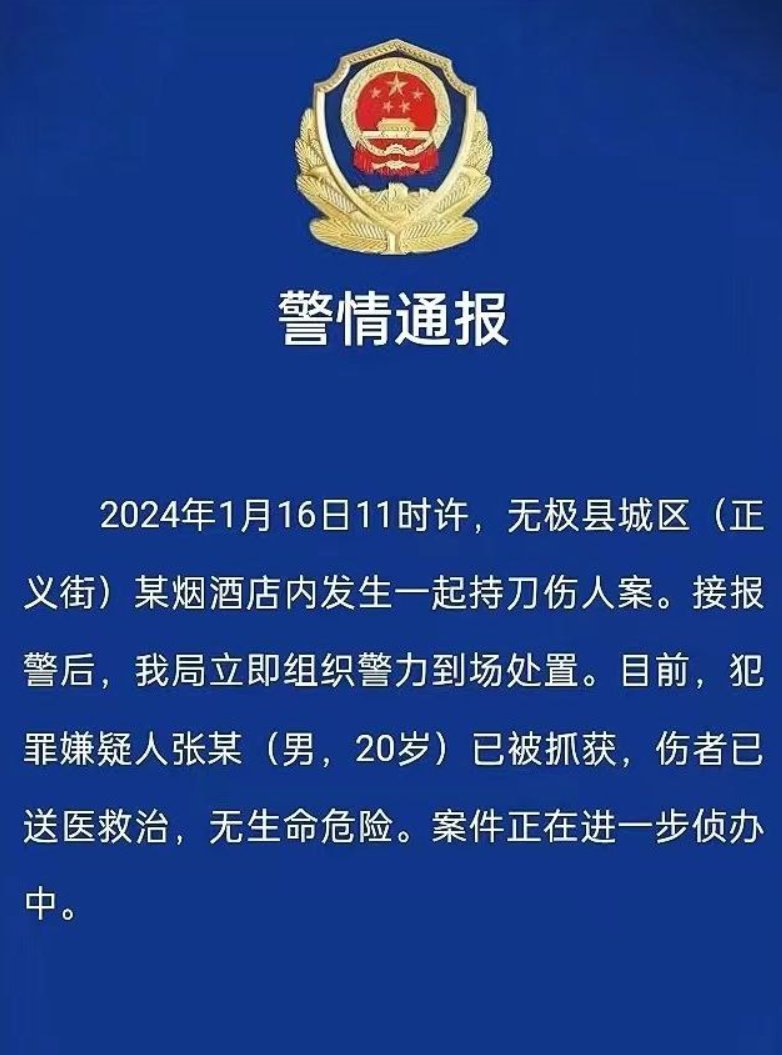 警情通报
2024年1月16日11时许，无极县城区（正
义街）某烟酒店内发生一起持刀伤人案。接报
警后，我局立即组织警力到场处置。目前，犯
罪嫌疑人张某（男，20岁）已被抓获，伤者已
送医救治，无生命危险。案件正在进一步侦办
中。